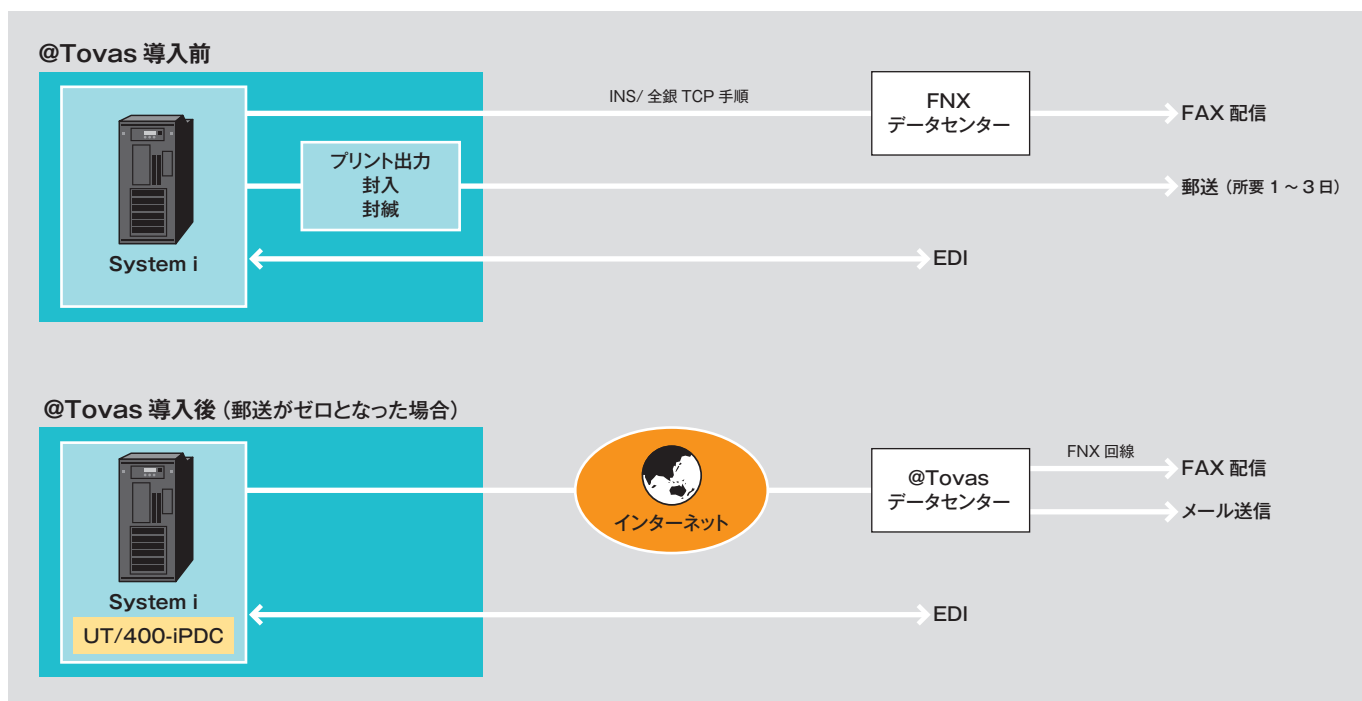 @Tovas 導入前
INS/ 全銀 TCP 手順
FNX
データセンター
FAX 配信
プリント出力
封入
封緘
郵送（所要 1 ～ 3 日）
System i
EDI
@Tovas 導入後（郵送がゼロとなった場合）
インターネット
@Tovas
データセンター
FNX 回線
FAX 配信
メール送信
System i
UT/400-iPDC
EDI